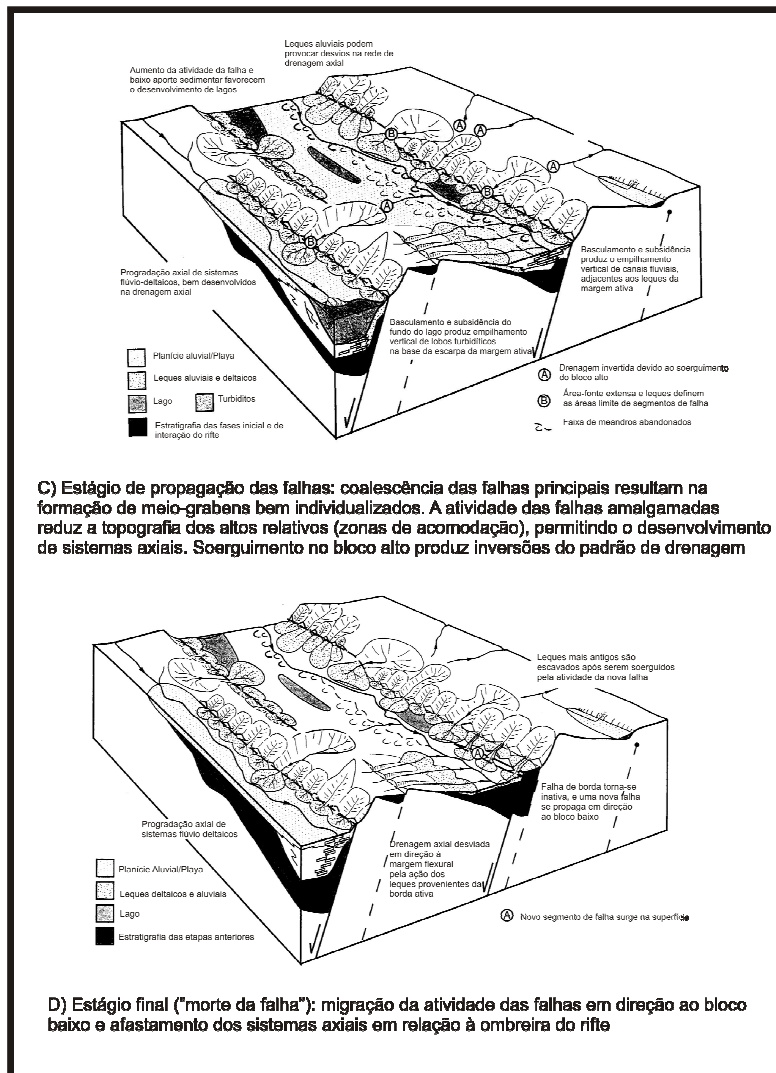 Leques aluviais podem
provocar desvios na rede de
drenagem axial
Aumento da atividade da falha e
baixo aporte sedimentar favorecem
o desenvolvimento de lagos
A
A
B
A
B
A
B
Progradação axial de sistemas
flúvio-deltaicos, bem desenvolvidos
na drenagem axial
Basculamento e subsidência
produz o empilhamento
vertical de canais fluviais,
adjacentes aos leques da
margem ativa
Basculamento e subsidência do
fundo do lago produz empilhamento
vertical de lobos turbidíticos
na base da escarpa da margem ativa
Planície aluvial/Playa
Leques aluviais e deltaicos
Lago
Turbiditos
Estratigrafia das fases inicial e de
interação do rifte
A Drenagem invertida devido ao soerguimento
do bloco alto
B Área-fonte extensa e leques definem
as áreas limite de segmentos de falha
Faixa de meandros abandonados
C) Estágio de propagação das falhas: coalescência das falhas principais resultam na
formação de meio-grabens bem individualizados. A atividade das falhas amalgamadas
reduz a topografia dos altos relativos (zonas de acomodação), permitindo o desenvolvimento
de sistemas axiais. Soerguimento no bloco alto produz inversões do padrão de drenagem
Leques mais antigos são
escavados após serem soerguidos
pela atividade da nova falha
A
Falha de borda torna-se
inativa, e uma nova falha
se propaga em direção
ao bloco baixo
Progradação axial de
sistemas flúvio deltaicos
Drenagem axial desviada
em direção à
margem flexural
pela ação dos
leques provenientes da
borda ativa
Planície Aluvial/Playa
Leques deltaicos e aluviais
Lago
Estratigrafia das etapas anteriores
A Novo segmento de falha surge na superfície
D) Estágio final ("morte da falha"): migração da atividade das falhas em direção ao bloco
baixo e afastamento dos sistemas axiais em relação à ombreira do rifte